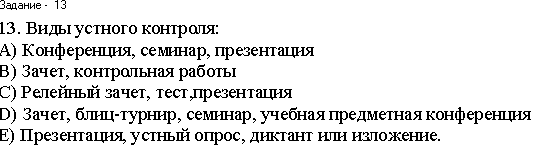 Задание - 13
13. Виды устного контроля:
A) Конференция, семинар, презентация
B) Зачет, контрольная работы
C) Релейный зачет, тест,презентация
D) Зачет, блиц-турнир, семинар, учебная предметная конференция
E) Презентация, устный опрос, диктант или изложение.